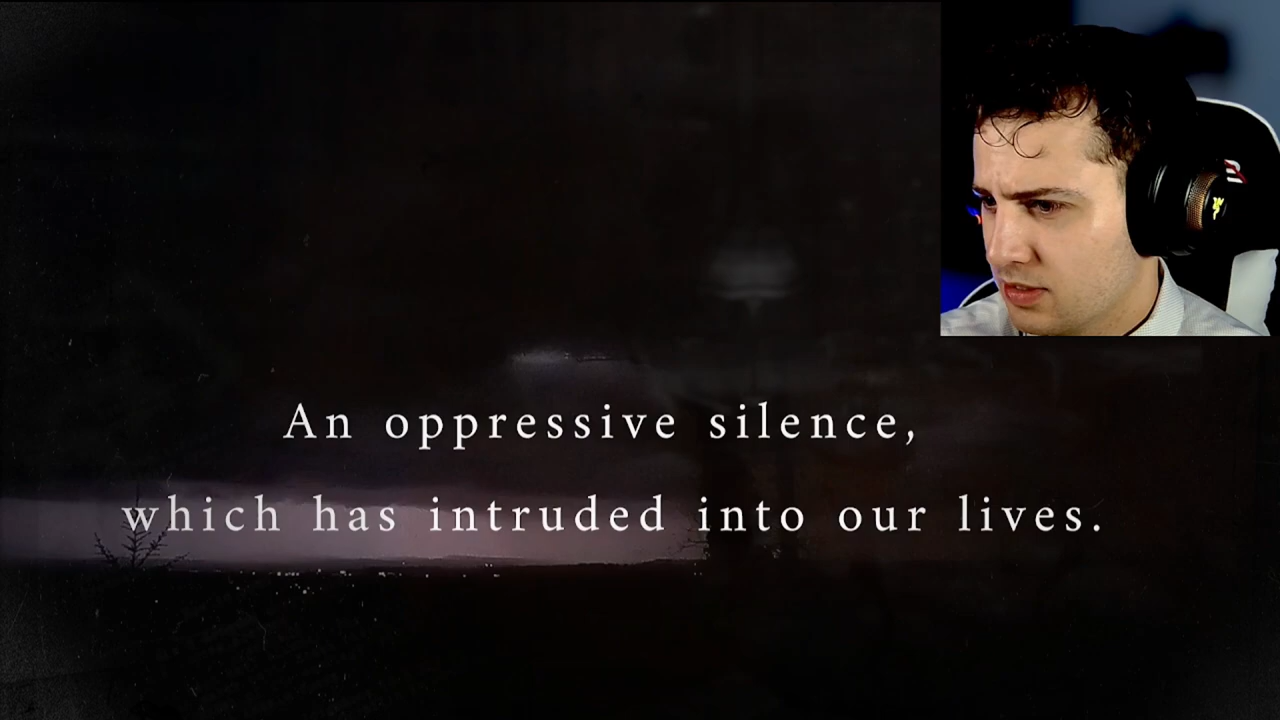 An oppressive silence,
which has intruded into our lives.